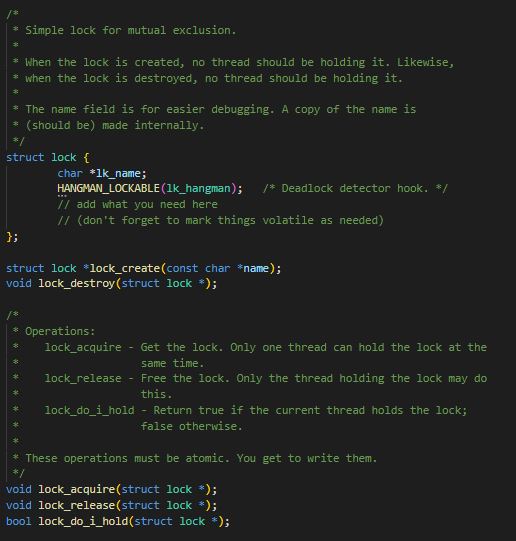 /*
 * Simple lock for mutual exclusion.
 *
 * When the lock is created, no thread should be holding it. Likewise,
 * when the lock is destroyed, no thread should be holding it.
 *
 * The name field is for easier debugging. A copy of the name is
 * (should be) made internally.
 */
struct lock {
        char *lk_name;
        HANGMAN_LOCKABLE(lk_hangman);   /* Deadlock detector hook. */
        // add what you need here
        // (don't forget to mark things volatile as needed)
};

struct lock *lock_create(const char *name);
void lock_destroy(struct lock *);

/*
 * Operations:
 *    lock_acquire - Get the lock. Only one thread can hold the lock at the
 *                   same time.
 *    lock_release - Free the lock. Only the thread holding the lock may do
 *                   this.
 *    lock_do_i_hold - Return true if the current thread holds the lock;
 *                   false otherwise.
 *
 * These operations must be atomic. You get to write them.
 */
void lock_acquire(struct lock *);
void lock_release(struct lock *);
bool lock_do_i_hold(struct lock *);